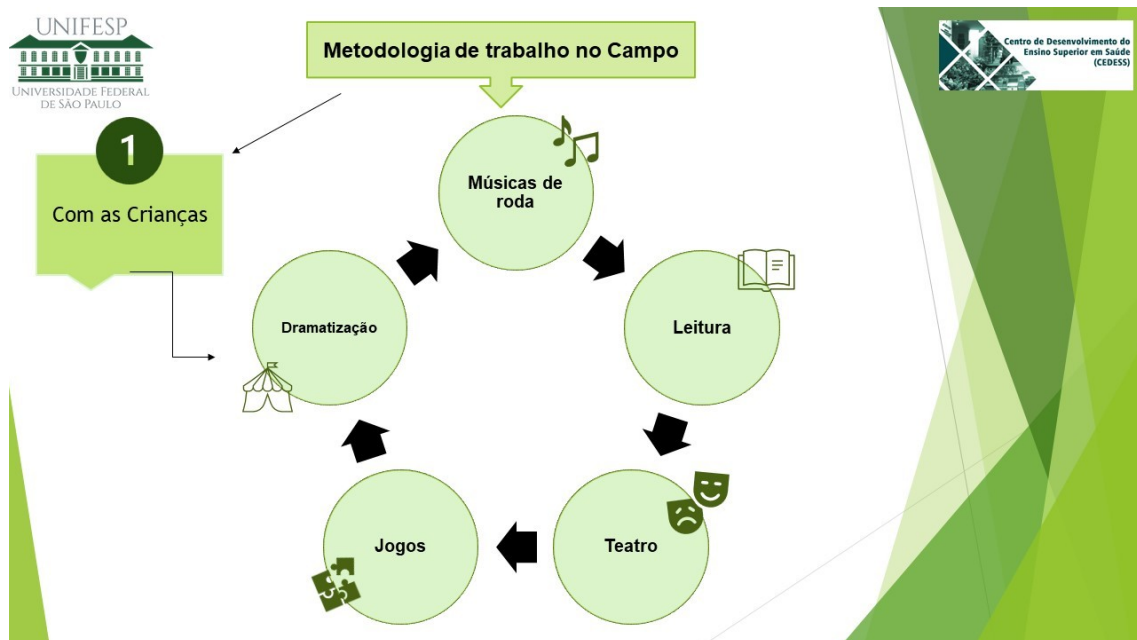 UNIFESP
UNIVERSIDADE FEDERAL
DE SÃO PAULO
Metodologia de trabalho no Campo
Centro de Desenvolvimento do
Ensino Superior em Saúde
(CEDESS)
1
Com as Crianças
Músicas de
roda
Leitura
Teatro
Jogos
Dramatização